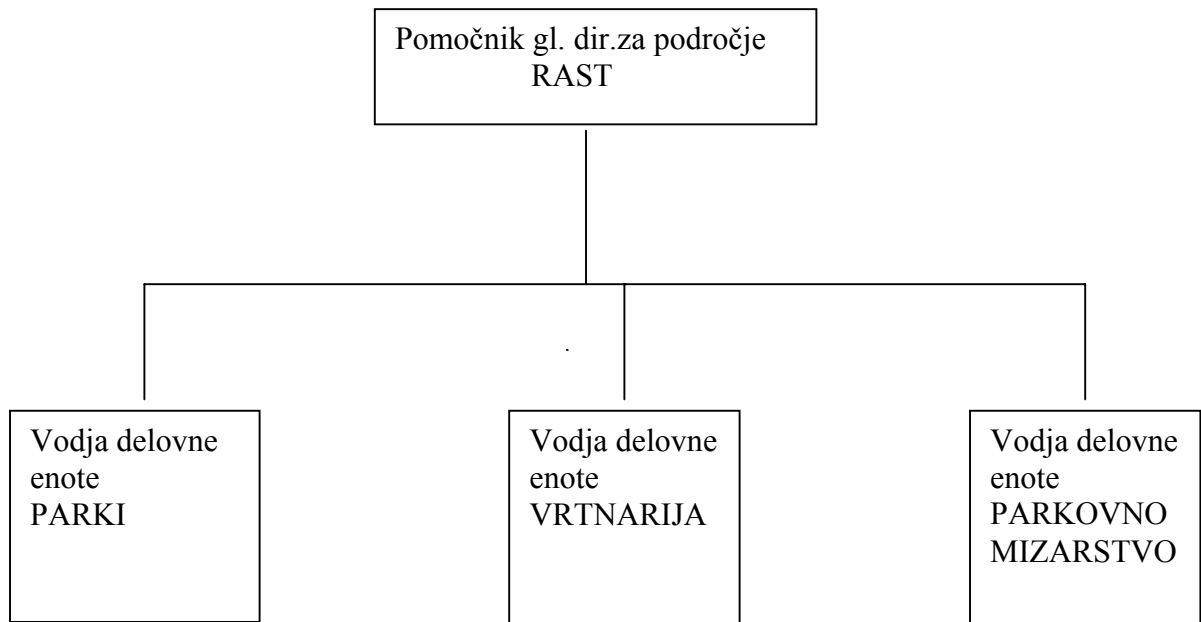 Pomočnik gl. dir.za področje
RAST
Vodja delovne
enote
PARKI
Vodja delovne
enote
VRTNARIJA
Vodja delovne
enote
PARKOVNO
MIZARSTVO